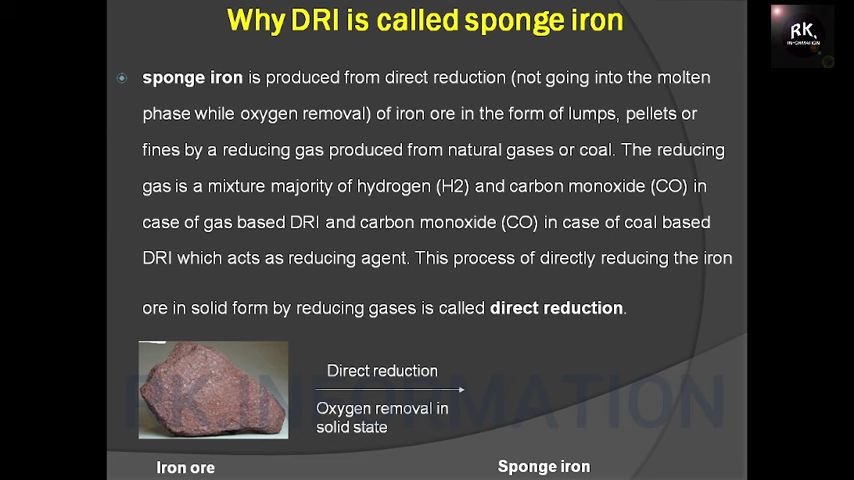 Why DRI is called sponge iron
RK,
INFORMATION
sponge iron is produced from direct reduction (not going into the molten
phase while oxygen removal) of iron ore in the form of lumps, pellets or
fines by a reducing gas produced from natural gases or coal. The reducing
gas is a mixture majority of hydrogen (H2) and carbon monoxide (CO) in
case of gas based DRI and carbon monoxide (CO) in case of coal based
DRI which acts as reducing agent. This process of directly reducing the iron
ore in solid form by reducing gases is called direct reduction.
Direct reduction
RK INFORMATION
Oxygen removal in
solid state
Iron ore
Sponge iron